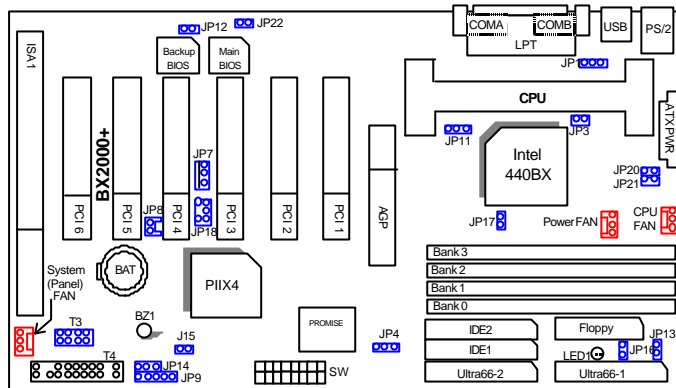 JP12
JP22
COMA
COMB
LPT
USB
PS/2
ISA1
Backup
BIOS
Main
BIOS
JP1
CPU
BX2000+
ATX PWR
JP11
JP3
JP7
Intel
440BX
JP20
JP21
PCI 6
PCI 5
JP8
PCI 4
JP18
PCI 3
PCI 2
PCI 1
AGP
JP17
Power FAN
CPU
FAN
System
(Panel)
FAN
BAT
PIIX4
Bank 3
Bank 2
Bank 1
Bank 0
BZ1
PROMISE
T3
J15
JP4
IDE2
Floppy
JP13
T4
JP14
JP9
SW
IDE1
LED1
JP16
Ultra66-2
Ultra66-1